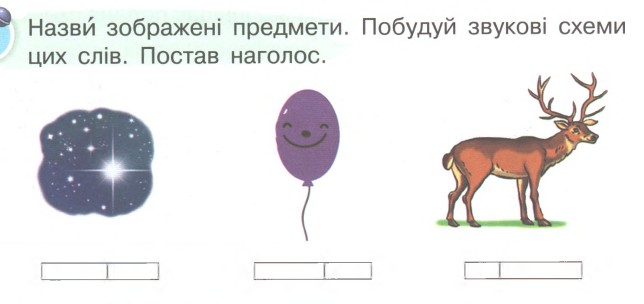 Назви́ зображені предмети. Побудуй звукові схеми
цих слів. Постав наголос.